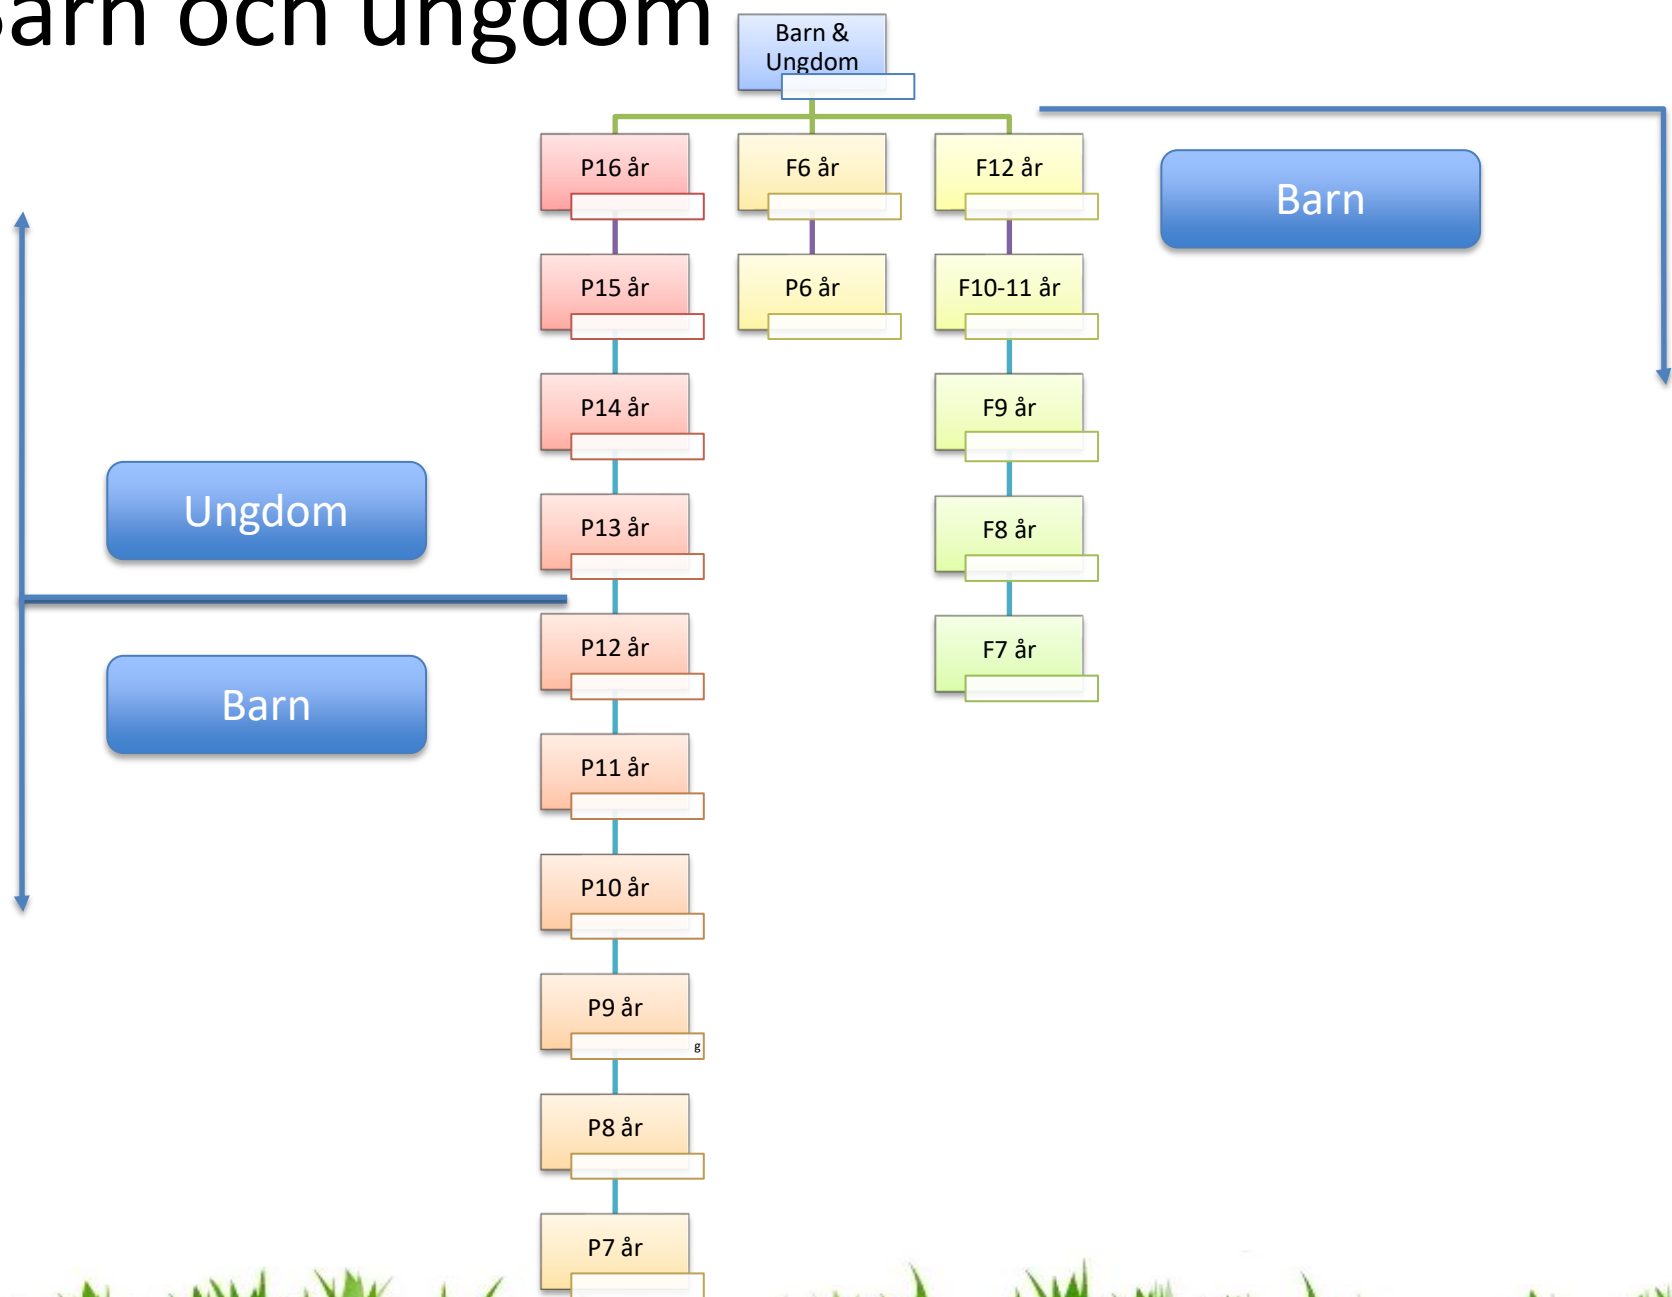 Barn och ungdom
Barn &
Ungdom
P16 år
F6 år
F12 år
Barn
P15 år
P6 år
F10-11 år
P14 år
F9 år
Ungdom
P13 år
F8 år
P12 år
F7 år
Barn
P11 år
P10 år
P9 år
g
P8 år
P7 år